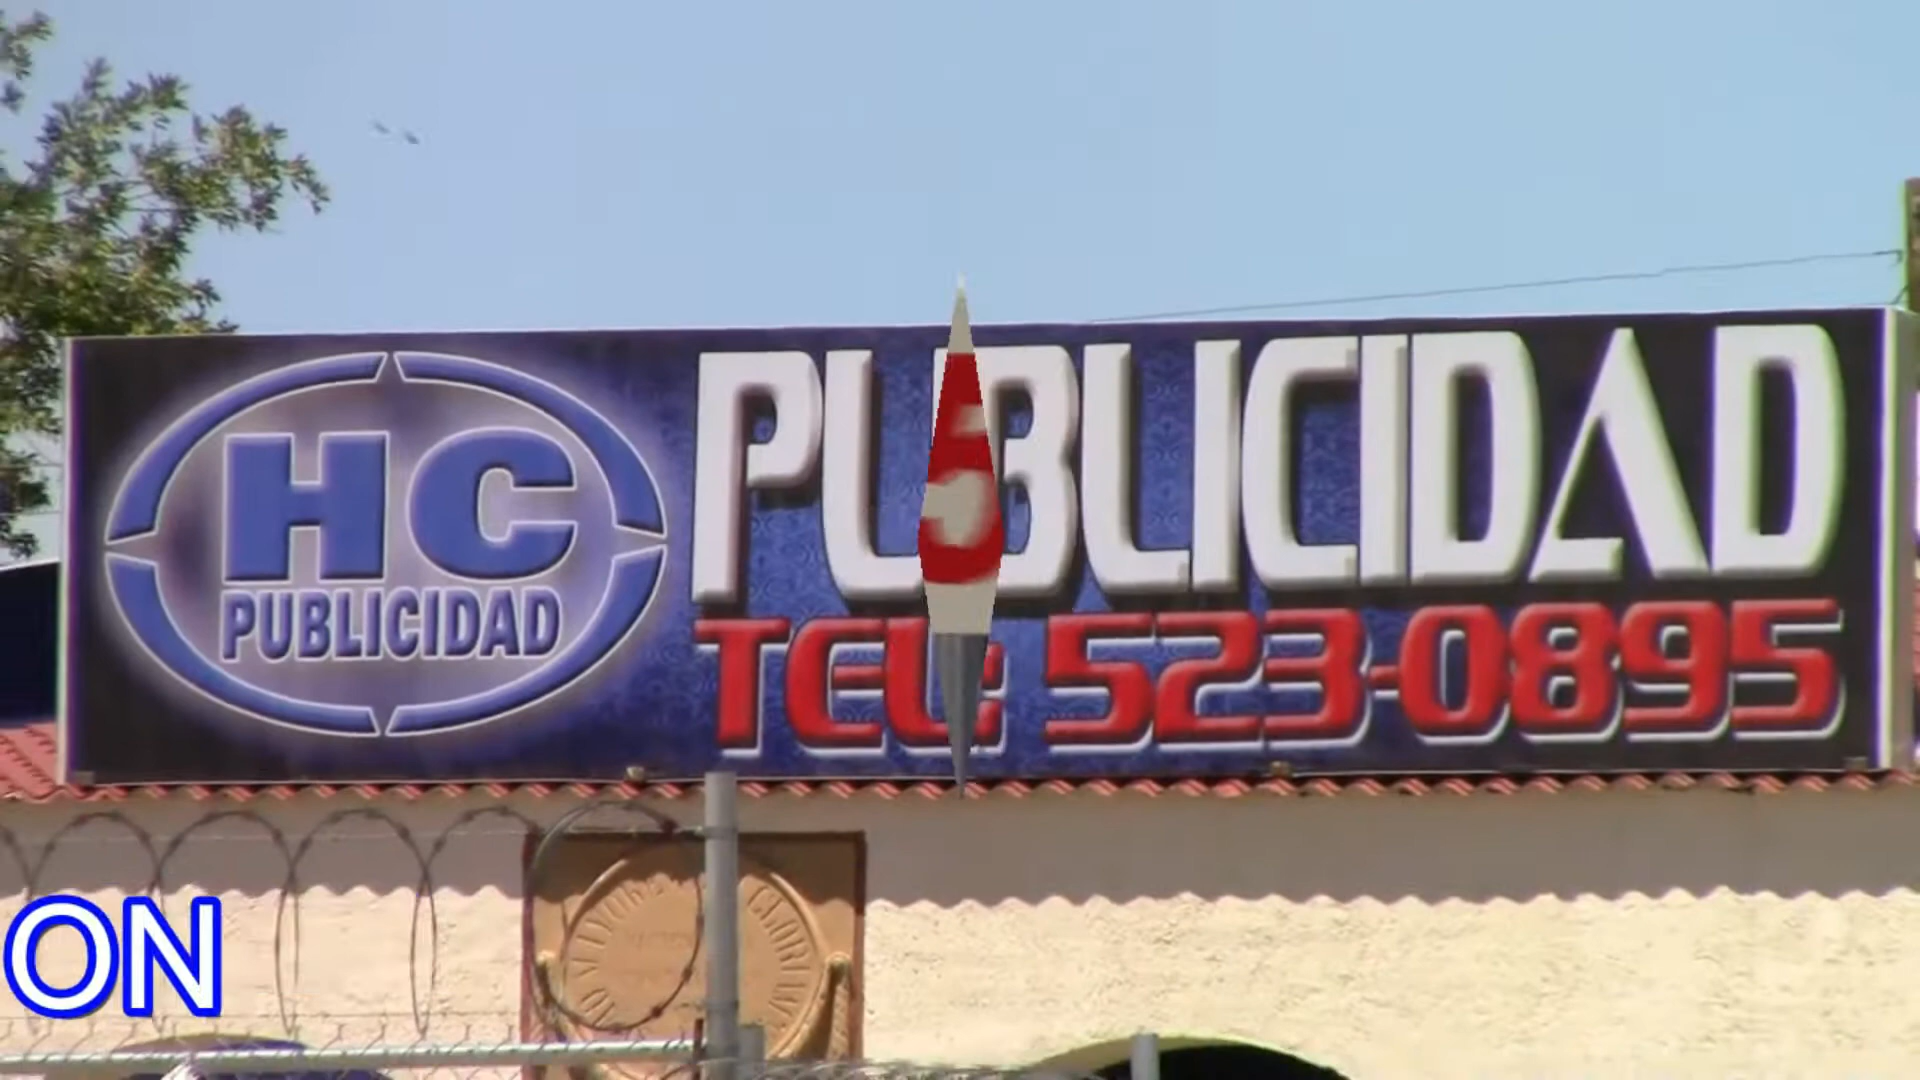 HC
PUBLICIDAD
PUBLICIDAD
TEL: 523-0895
ON